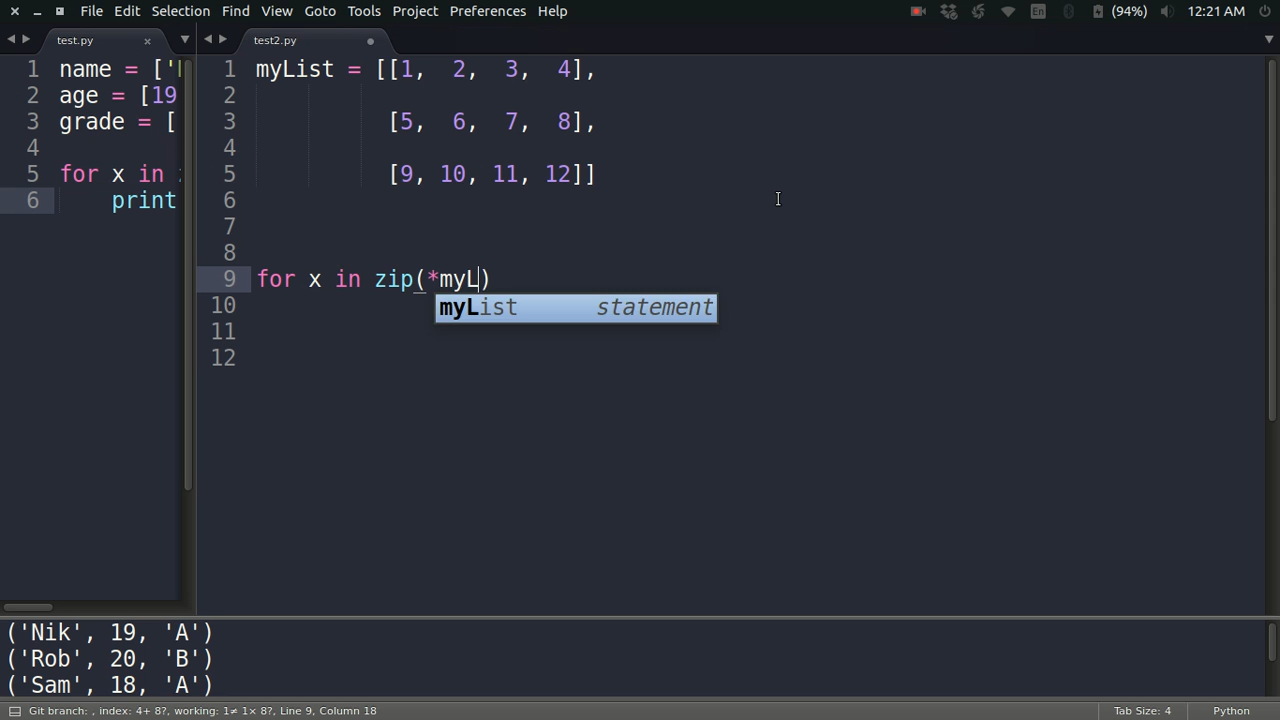 File Edit Selection Find View Goto Tools Project Preferences Help En (94%) 12:21 AM
test.py
1 name = ['
2 age = [19
3 grade = [
4
5 for x in
6 print
test2.py
1 myList = [[1, 2, 3, 4],
2
3 [5, 6, 7, 8],
4
5 [9, 10, 11, 12]]
6
7
8
9 for x in zip(*myL)
myList statement
10
11
12
('Nik', 19, 'A')
('Rob', 20, 'B')
('Sam', 18, 'A')
Git branch: , index: 4+ 8?, working: 1≠ 1× 8?, Line 9, Column 18 Tab Size: 4 Python